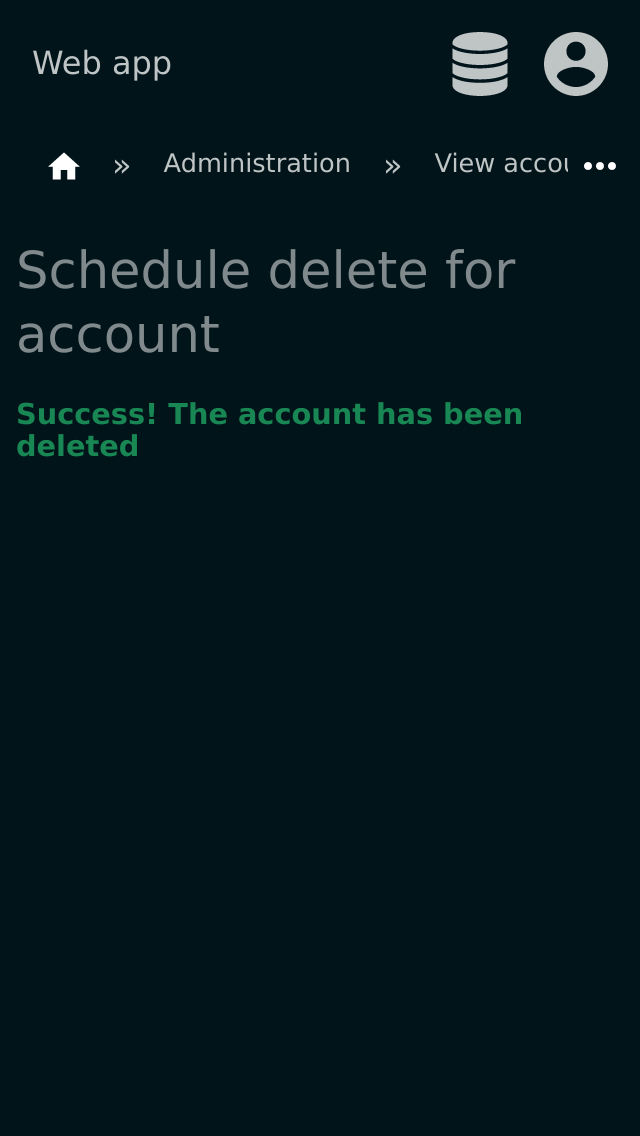 Web app
» Administration » View accou
Schedule delete for
account
Success! The account has been
deleted